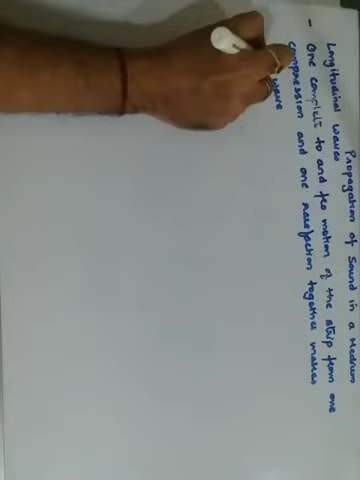 Propagation of Sound in a Medium
Longitudinal Waves
- One complete to and fro motion of the strip from one
compression and one rarefaction together makes
wave